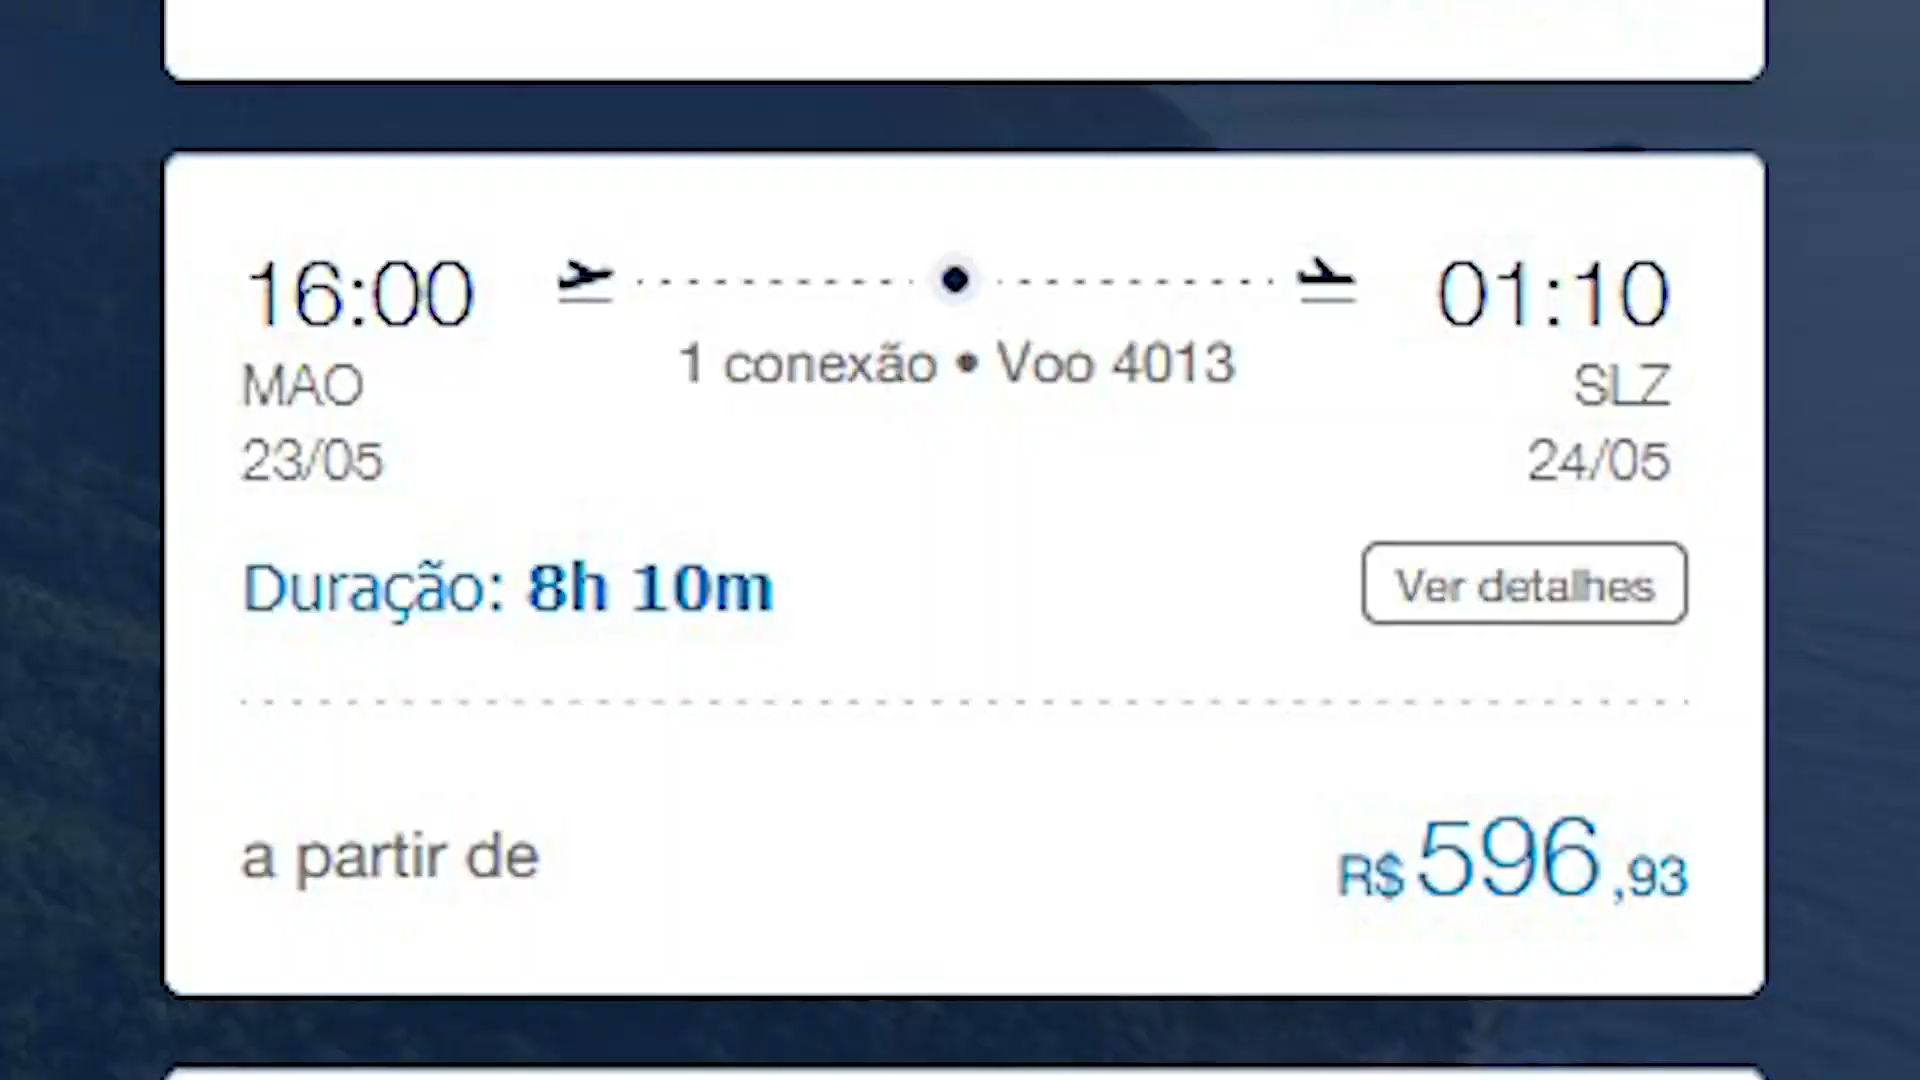 16:00
01:10
1 conexão • Voo 4013
MAO
SLZ
23/05
24/05
Duração: 8h 10m
Ver detalhes
a partir de
R$ 596,93